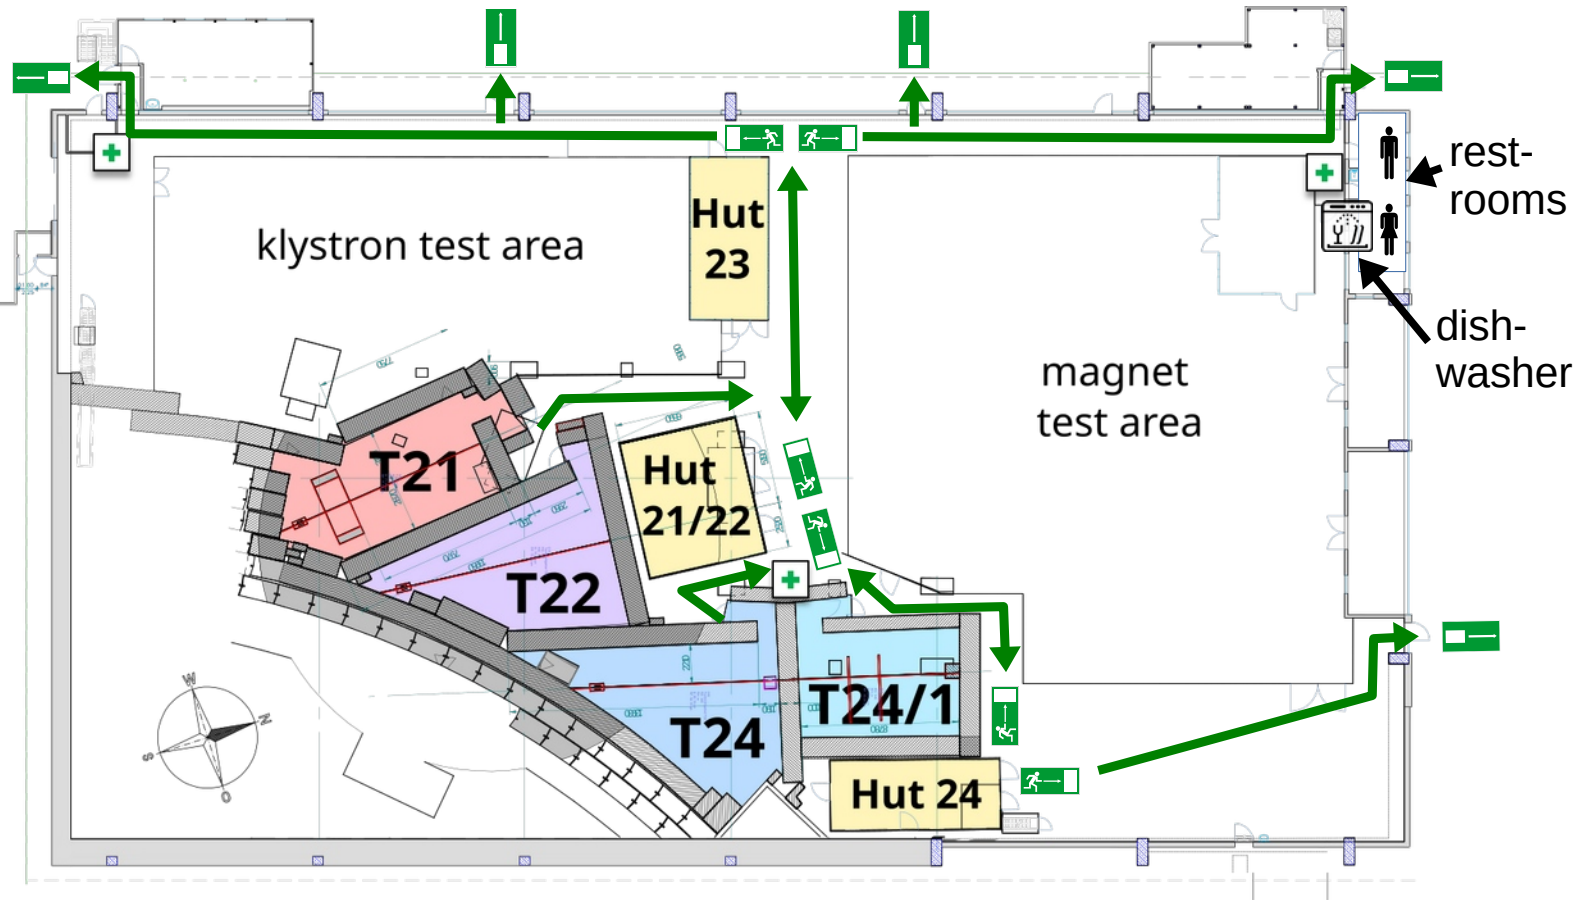 rest-
rooms
Hut
23
klystron test area
dish-
washer
magnet
test area
T21
Hut
21/22
T22
T24/1
T24
Hut 24
W
N
S
O